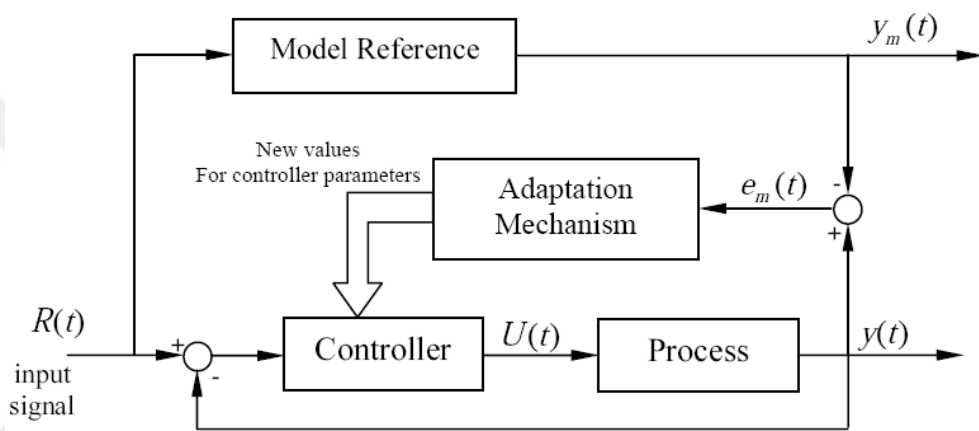 Model Reference
y_m(t)
New values
For controller parameters
Adaptation
Mechanism
e_m(t)
-
+
R(t)
input
signal
+
-
Controller
U(t)
Process
y(t)